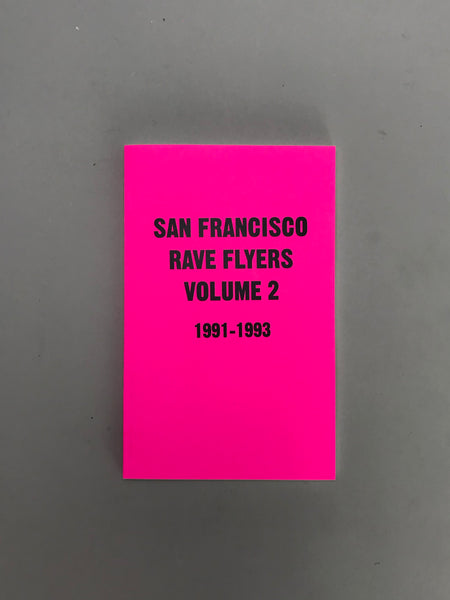 SAN FRANCISCO
RAVE FLYERS
VOLUME 2
1991-1993